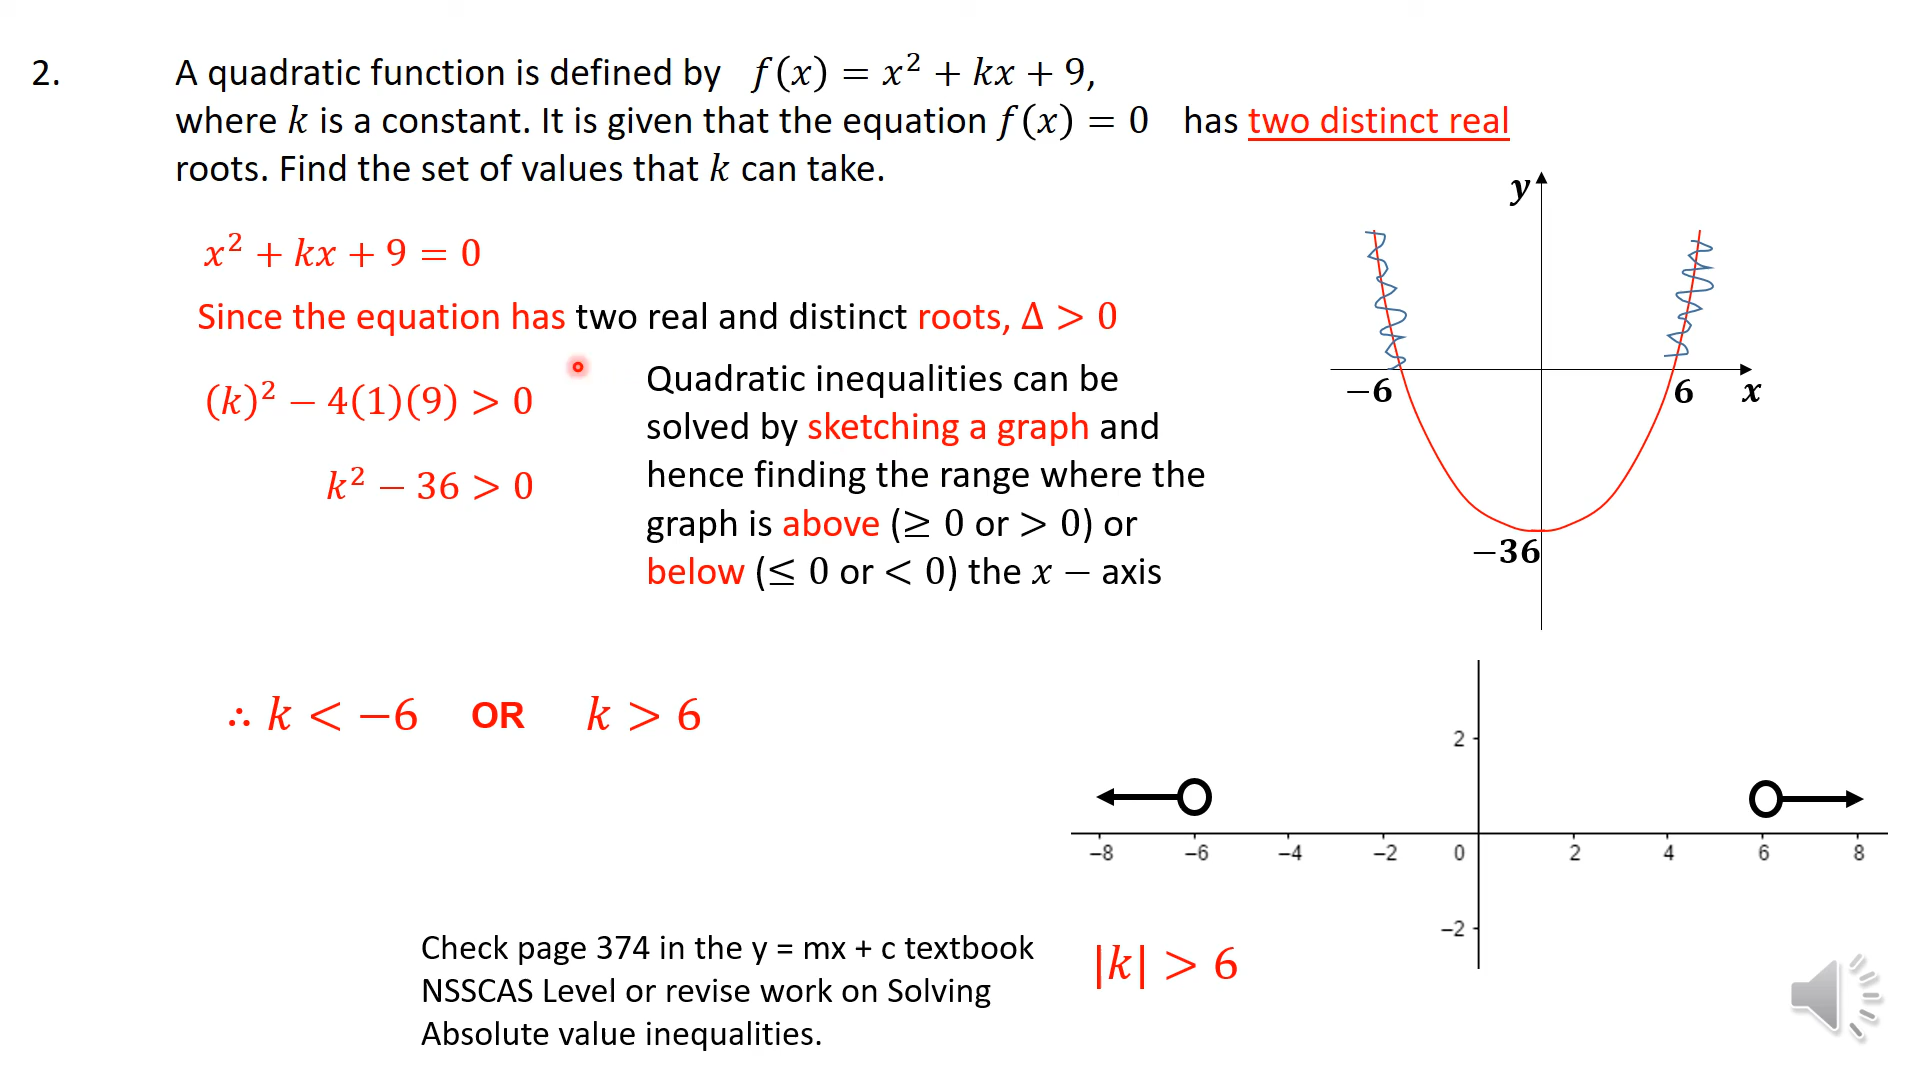 2. A quadratic function is defined by f(x) = x² + kx + 9,
where k is a constant. It is given that the equation f(x) = 0 has two distinct real
roots. Find the set of values that k can take.
x² + kx + 9 = 0
Since the equation has two real and distinct roots, Δ > 0
(k)² − 4(1)(9) > 0
k² − 36 > 0
Quadratic inequalities can be
solved by sketching a graph and
hence finding the range where the
graph is above (≥ 0 or > 0) or
below (≤ 0 or < 0) the x − axis
y
−6 6 x
−36
∴ k < −6 OR k > 6
2
−8 −6 −4 −2 0 2 4 6 8
−2
|k| > 6
Check page 374 in the y = mx + c textbook
NSSCAS Level or revise work on Solving
Absolute value inequalities.